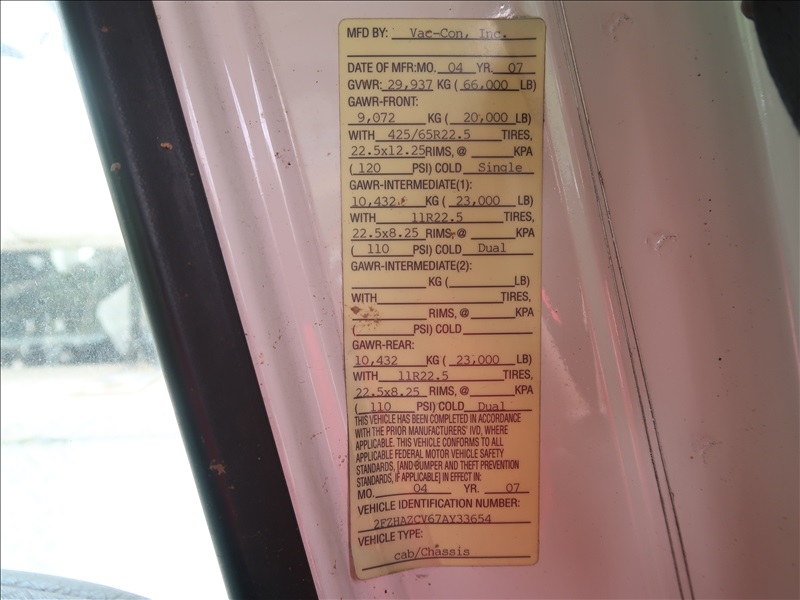 MFD BY: Vac-Con, Inc.
DATE OF MFR:MO. 04 YR. 07
GVWR: 29,937 KG ( 66,000 LB)
GAWR-FRONT:
9,072 KG ( 20,000 LB)
WITH 425/65R22.5 TIRES,
22.5x12.25 RIMS, @ KPA
( 120 PSI) COLD Single
GAWR-INTERMEDIATE(1):
10,432 KG ( 23,000 LB)
WITH 11R22.5 TIRES,
22.5x8.25 RIMS, @ KPA
( 110 PSI) COLD Dual
GAWR-INTERMEDIATE(2):
KG ( LB)
WITH TIRES,
RIMS, @ KPA
( PSI) COLD
GAWR-REAR:
10,432 KG ( 23,000 LB)
WITH 11R22.5 TIRES,
22.5x8.25 RIMS, @ KPA
( 110 PSI) COLD Dual
THIS VEHICLE HAS BEEN COMPLETED IN ACCORDANCE
WITH THE PRIOR MANUFACTURERS' IVD, WHERE
APPLICABLE. THIS VEHICLE CONFORMS TO ALL
APPLICABLE FEDERAL MOTOR VEHICLE SAFETY
STANDARDS, [AND BUMPER AND THEFT PREVENTION
STANDARDS, IF APPLICABLE] IN EFFECT IN:
MO. 04 YR. 07
VEHICLE IDENTIFICATION NUMBER:
2FZHAZCV67AY33654
VEHICLE TYPE:
cab/Chassis